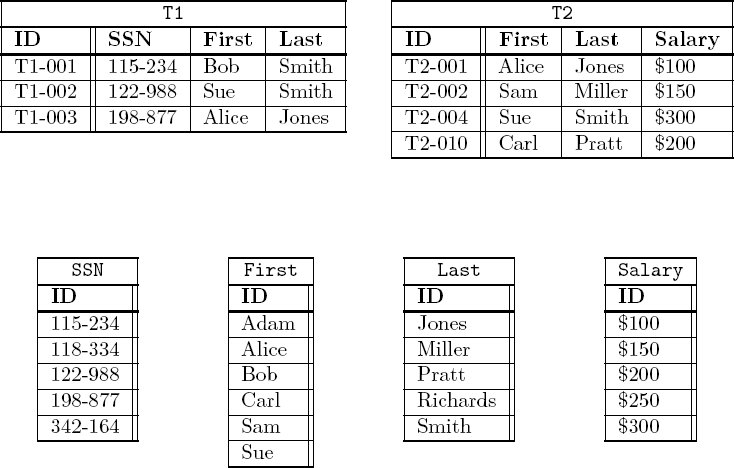 T1 T2
ID SSN First Last ID First Last Salary
T1-001 115-234 Bob Smith T2-001 Alice Jones $100
T1-002 122-988 Sue Smith T2-002 Sam Miller $150
T1-003 198-877 Alice Jones T2-004 Sue Smith $300
T2-010 Carl Pratt $200
SSN First Last Salary
ID ID ID ID
115-234 Adam Jones $100
118-334 Alice Miller $150
122-988 Bob Pratt $200
198-877 Carl Richards $250
342-164 Sam Smith $300
Sue